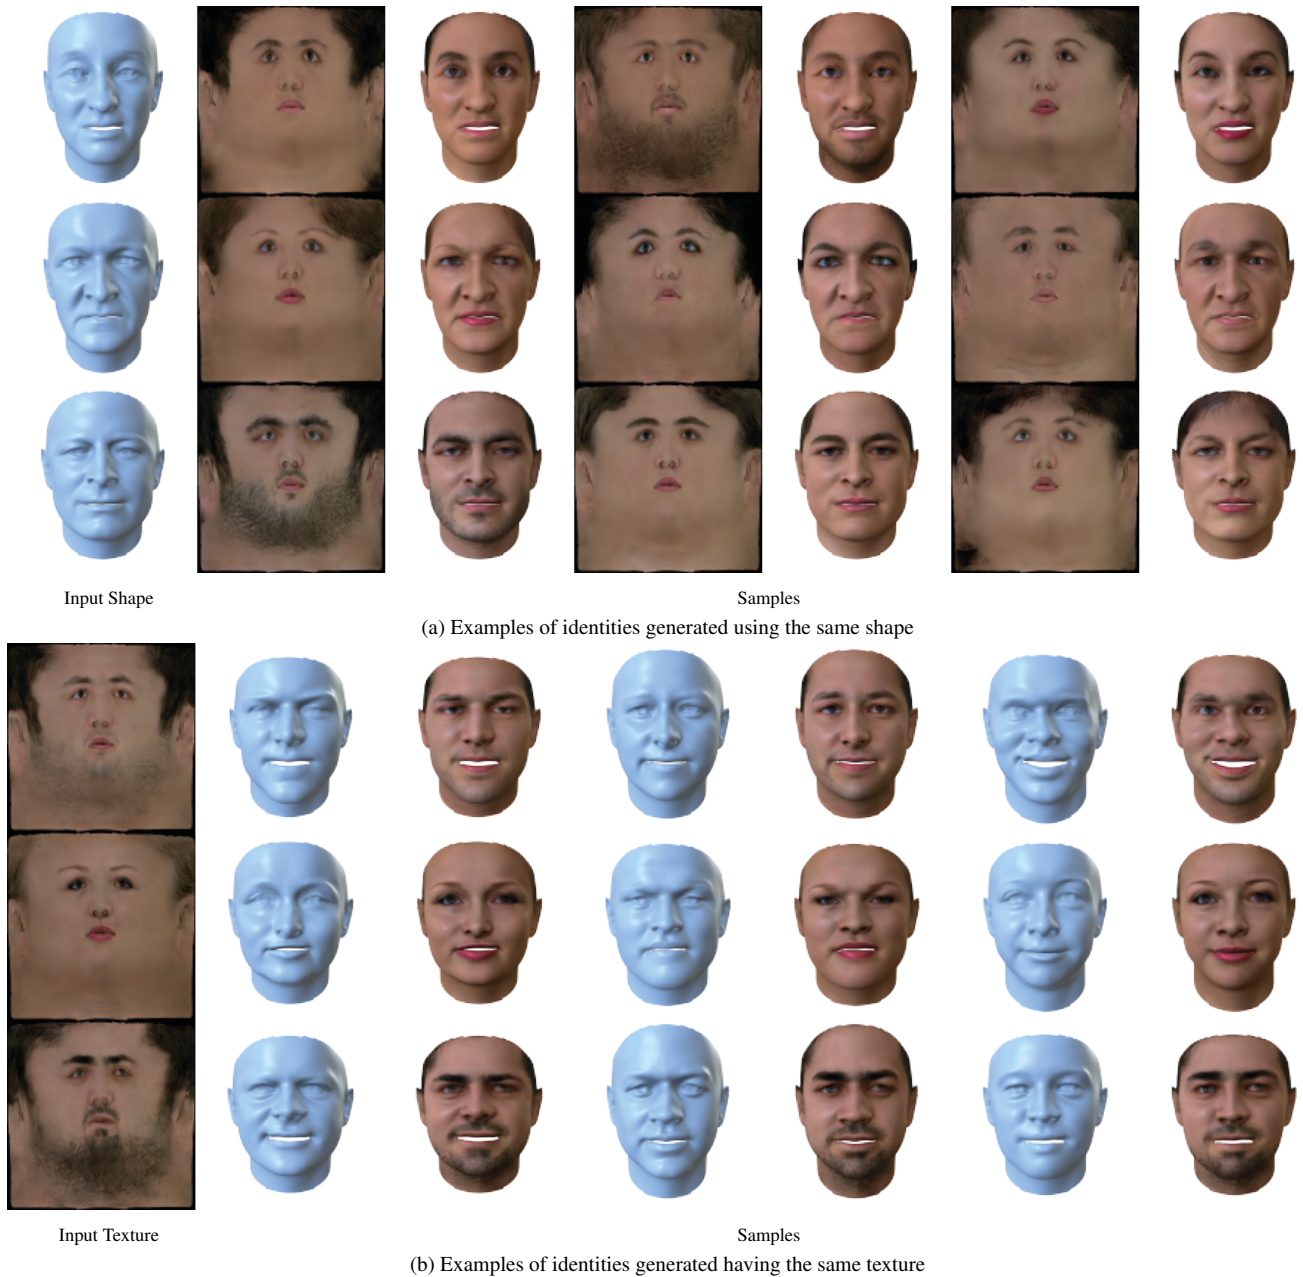 Input Shape
Samples
(a) Examples of identities generated using the same shape
Input Texture
Samples
(b) Examples of identities generated having the same texture